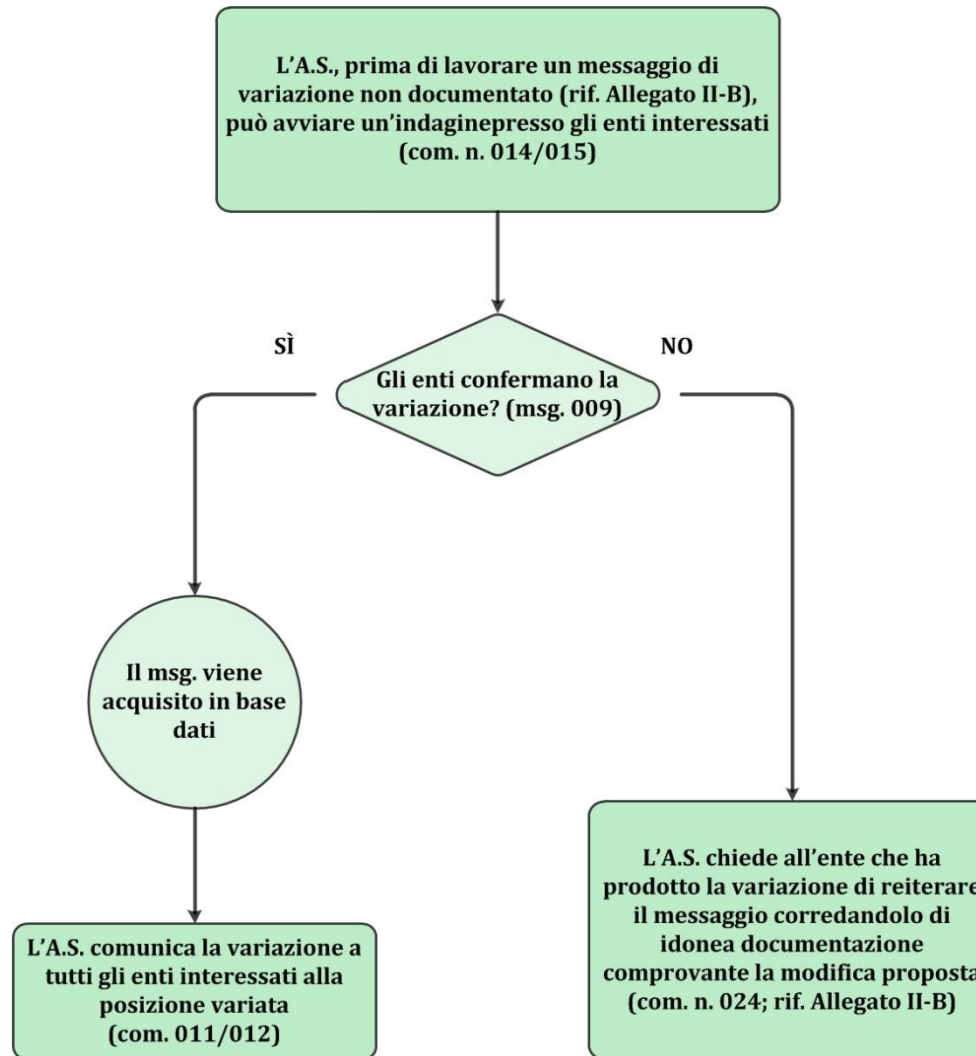 L’A.S., prima di lavorare un messaggio di
variazione non documentato (rif. Allegato II-B),
può avviare un’indaginepresso gli enti interessati
(com. n. 014/015)
SÌ
NO
Gli enti confermano la
variazione? (msg. 009)
Il msg. viene
acquisito in base
dati
L’A.S. chiede all’ente che ha
prodotto la variazione di reiterare
il messaggio corredandolo di
idonea documentazione
comprovante la modifica proposta
(com. n. 024; rif. Allegato II-B)
L’A.S. comunica la variazione a
tutti gli enti interessati alla
posizione variata
(com. 011/012)